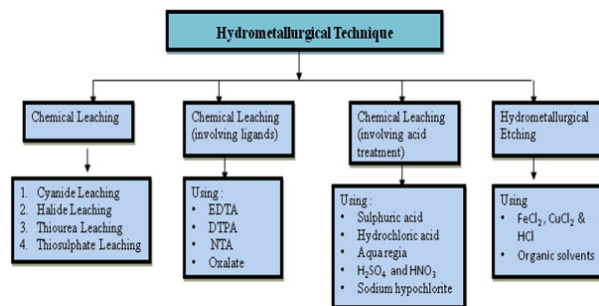 Hydrometallurgical Technique
Chemical Leaching
Chemical Leaching
(involving ligands)
Chemical Leaching
(involving acid
treatment)
Hydrometallurgical
Etching
1. Cyanide Leaching
2. Halide Leaching
3. Thiourea Leaching
4. Thiosulphate Leaching
Using :
• EDTA
• DTPA
• NTA
• Oxalate
Using :
• Sulphuric acid
• Hydrochloric acid
• Aqua regia
• H₂SO₄ and HNO₃
• Sodium hypochlorite
Using
• FeCl₂, CuCl₂ &
HCl
• Organic solvents